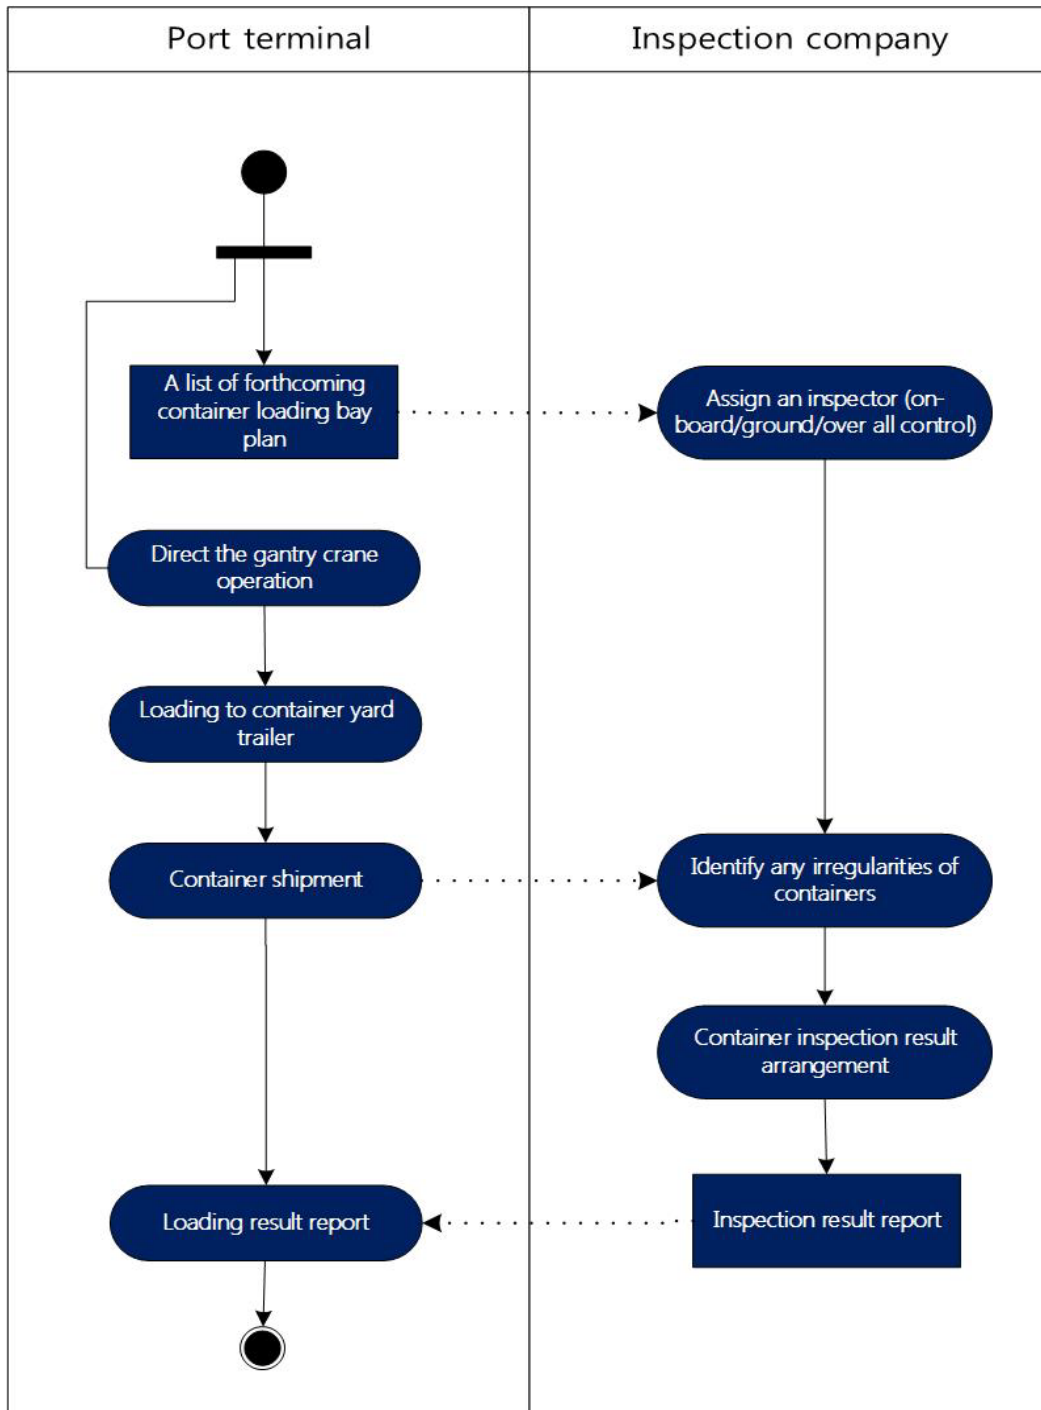 Port terminal
Inspection company
A list of forthcoming
container loading bay
plan
Assign an inspector (on-
board/ground/over all control)
Direct the gantry crane
operation
Loading to container yard
trailer
Container shipment
Identify any irregularities of
containers
Container inspection result
arrangement
Loading result report
Inspection result report